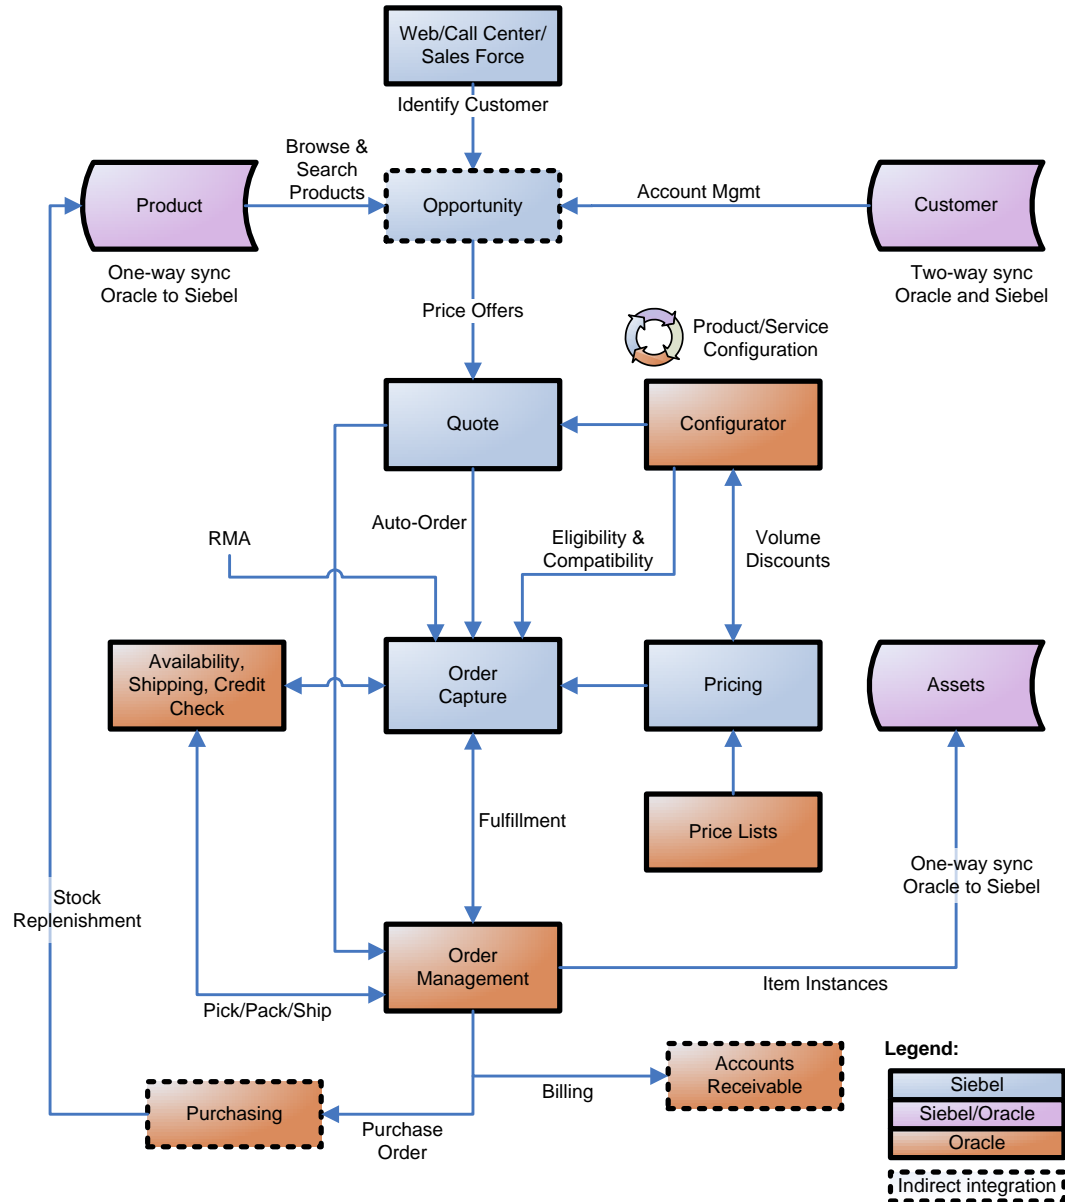 Web/Call Center/
Sales Force
Identify Customer
Browse &
Search
Products
Product
Opportunity
Account Mgmt
Customer
One-way sync
Oracle to Siebel
Two-way sync
Oracle and Siebel
Price Offers
Product/Service
Configuration
Quote
Configurator
Auto-Order
RMA
Eligibility &
Compatibility
Volume
Discounts
Availability,
Shipping, Credit
Check
Order
Capture
Pricing
Assets
Fulfillment
Price Lists
One-way sync
Oracle to Siebel
Stock
Replenishment
Order
Management
Item Instances
Pick/Pack/Ship
Legend:
Siebel
Siebel/Oracle
Oracle
Indirect integration
Accounts
Receivable
Billing
Purchasing
Purchase
Order